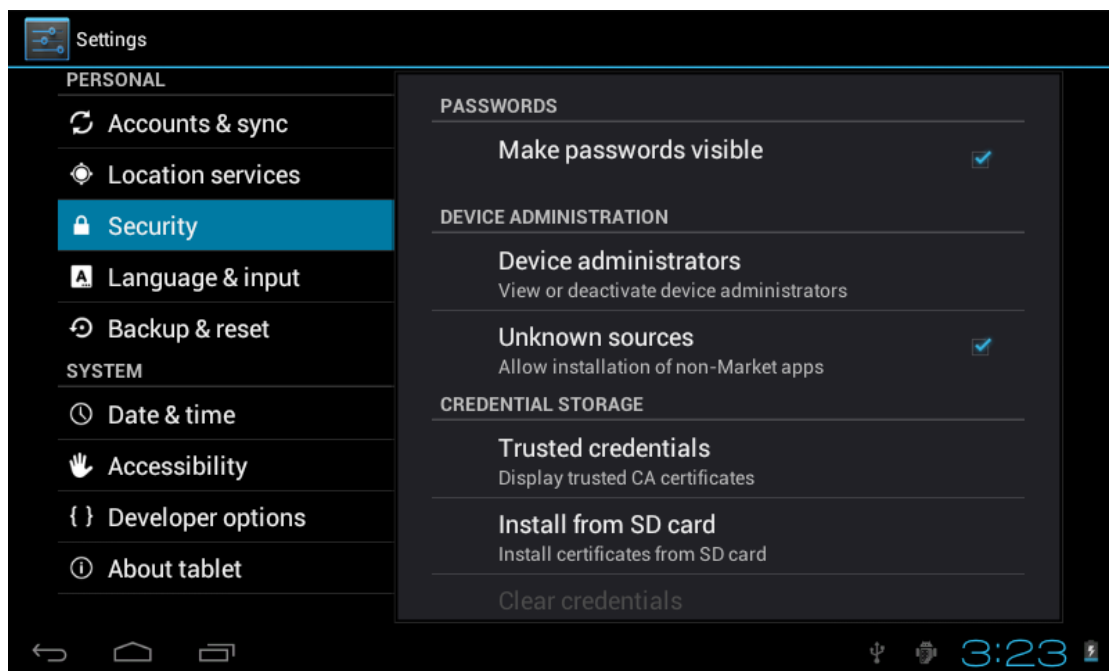 Settings
PERSONAL
Accounts & sync
Location services
Security
Language & input
Backup & reset
SYSTEM
Date & time
Accessibility
{ } Developer options
About tablet
PASSWORDS
Make passwords visible
DEVICE ADMINISTRATION
Device administrators
View or deactivate device administrators
Unknown sources
Allow installation of non-Market apps
CREDENTIAL STORAGE
Trusted credentials
Display trusted CA certificates
Install from SD card
Install certificates from SD card
Clear credentials
3:23